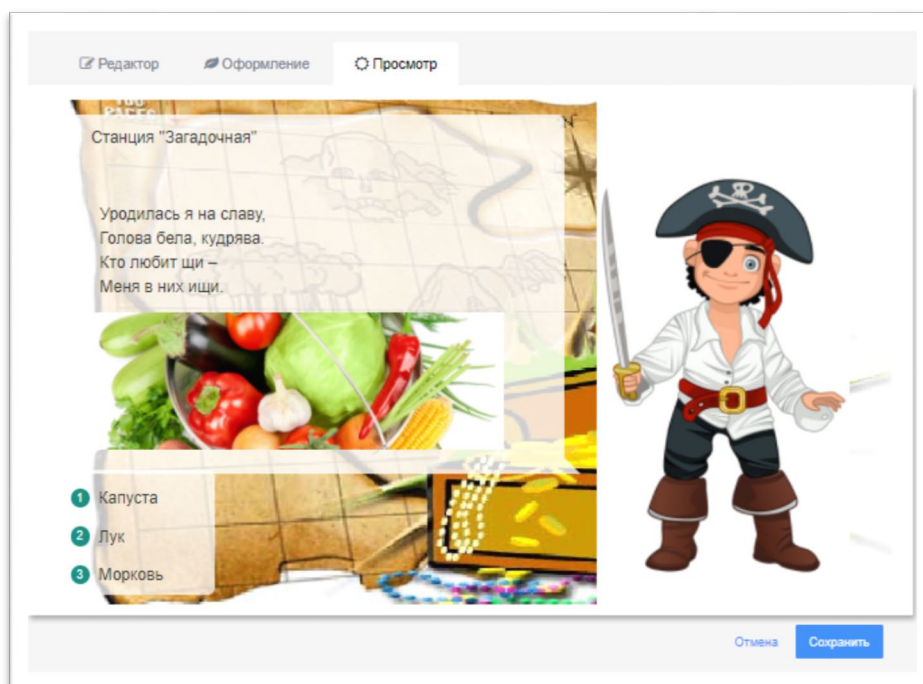 Редактор
Оформление
Просмотр
PACES
Станция "Загадочная"
Уродилась я на славу,
Голова бела, кудрява.
Кто любит щи –
Меня в них ищи.
1 Капуста
2 Лук
3 Морковь
Отмена
Сохранить